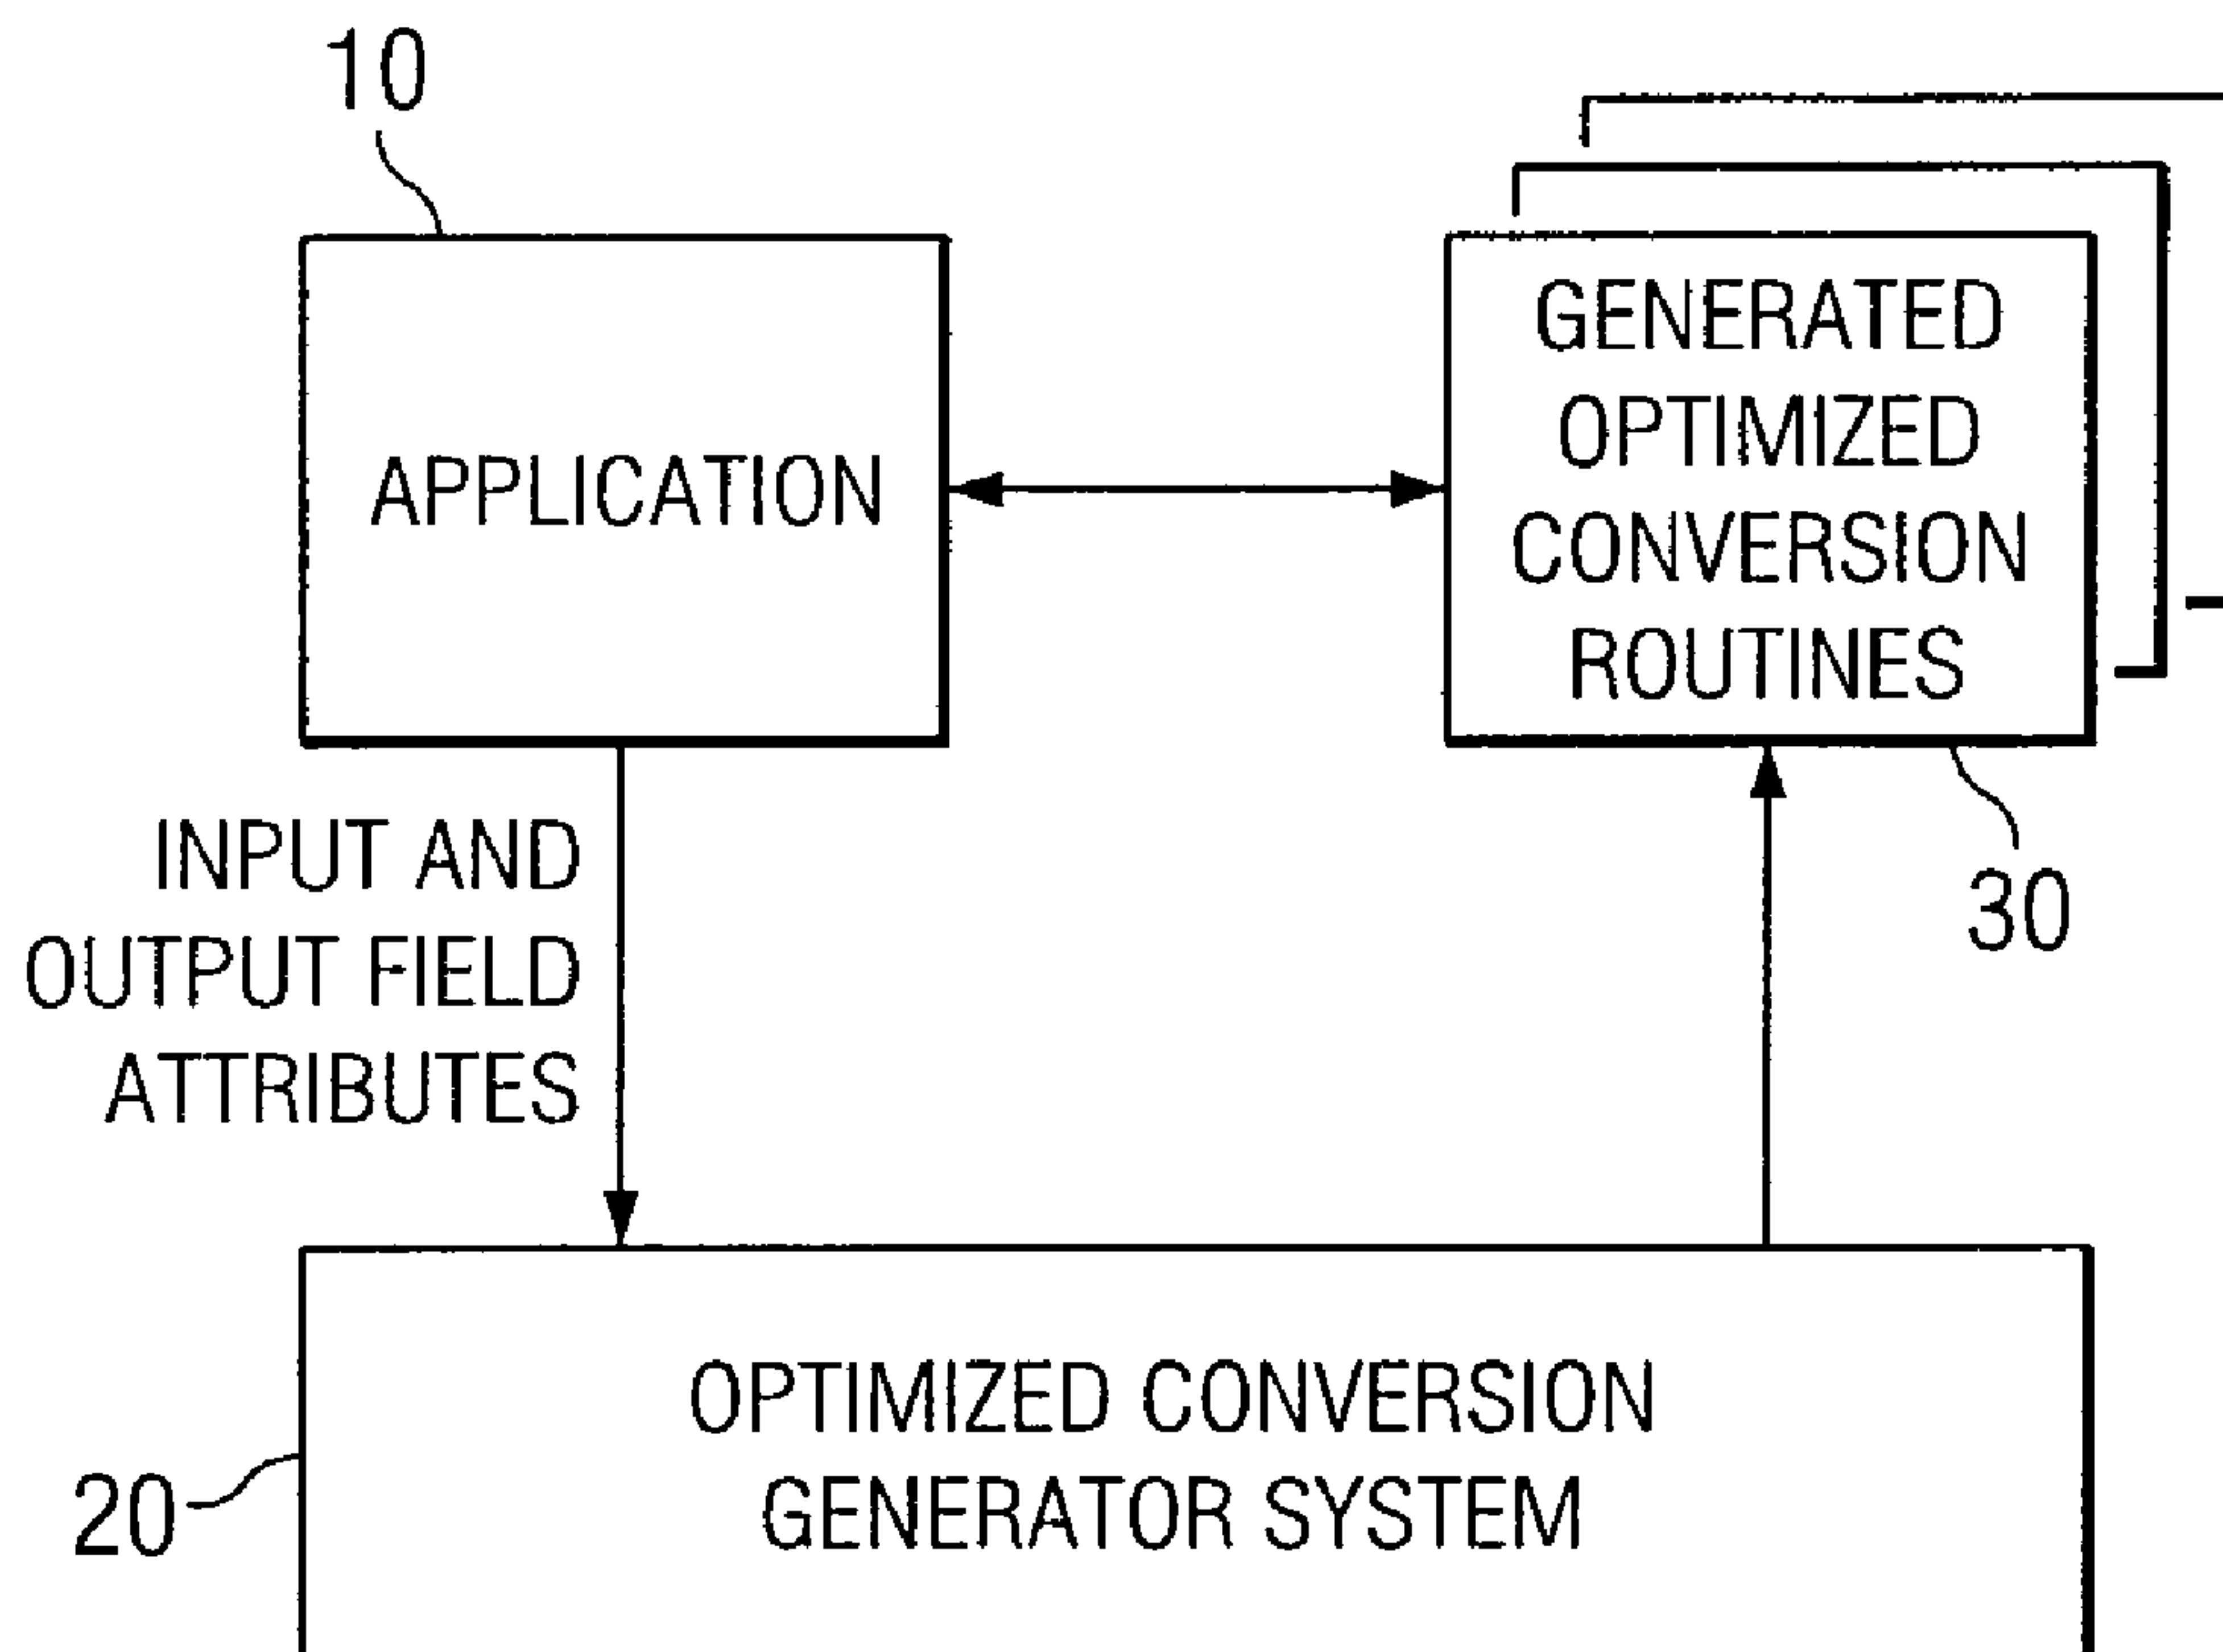 10
APPLICATION
GENERATED
OPTIMIZED
CONVERSION
ROUTINES
30
INPUT AND
OUTPUT FIELD
ATTRIBUTES
OPTIMIZED CONVERSION
GENERATOR SYSTEM
20